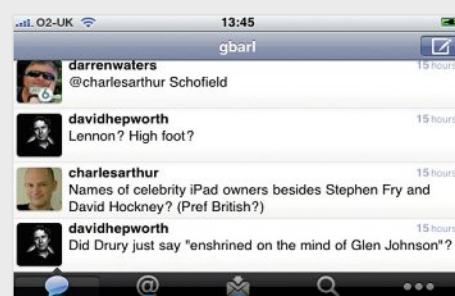 O2-UK 13:45
gbarl
darrenwaters 15 hours
@charlesarthur Schofield
6
davidhepworth 15 hours
Lennon? High foot?
charlesarthur 15 hours
Names of celebrity iPad owners besides Stephen Fry and
David Hockney? (Pref British?)
davidhepworth 15 hours
Did Drury just say "enshrined on the mind of Glen Johnson"?
@